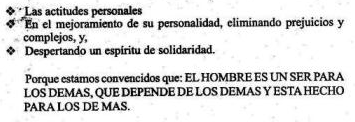 ❖ Las actitudes personales
❖ En el mejoramiento de su personalidad, eliminando prejuicios y
complejos, y,
❖ Despertando un espíritu de solidaridad.
Porque estamos convencidos que: EL HOMBRE ES UN SER PARA
LOS DEMAS, QUE DEPENDE DE LOS DEMAS Y ESTA HECHO
PARA LOS DE MAS.